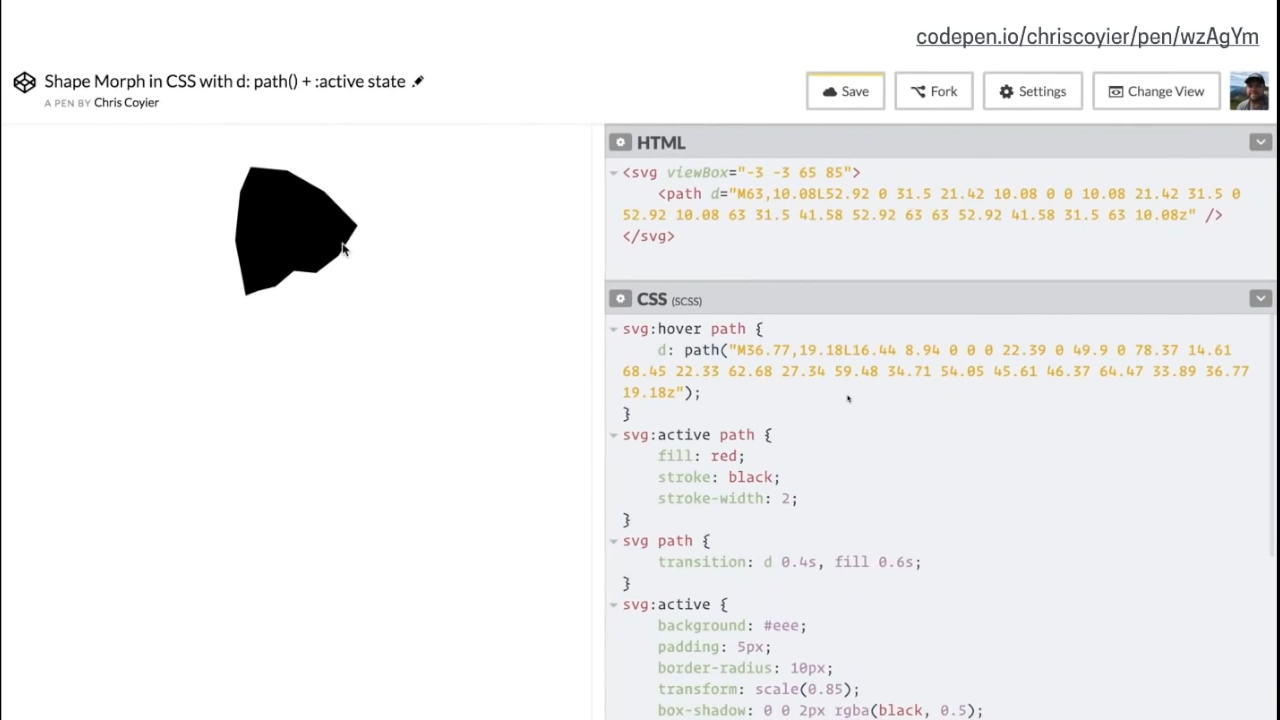 codepen.io/chriscoyier/pen/wzAgYm
Shape Morph in CSS with d: path() + :active state
A PEN BY Chris Coyier
Save
Fork
Settings
Change View
HTML
<svg viewBox="-3 -3 65 85">
<path d="M63,10.08L52.92 0 31.5 21.42 10.08 0 0 10.08 21.42 31.5 0
52.92 10.08 63 31.5 41.58 52.92 63 63 52.92 41.58 31.5 63 10.08z" />
</svg>
CSS (SCSS)
svg:hover path {
d: path("M36.77,19.18L16.44 8.94 0 0 0 22.39 0 49.9 0 78.37 14.61
68.45 22.33 62.68 27.34 59.48 34.71 54.05 45.61 46.37 64.47 33.89 36.77
19.18z");
}
svg:active path {
fill: red;
stroke: black;
stroke-width: 2;
}
svg path {
transition: d 0.4s, fill 0.6s;
}
svg:active {
background: #eee;
padding: 5px;
border-radius: 10px;
transform: scale(0.85);
box-shadow: 0 0 2px rgba(black, 0.5);